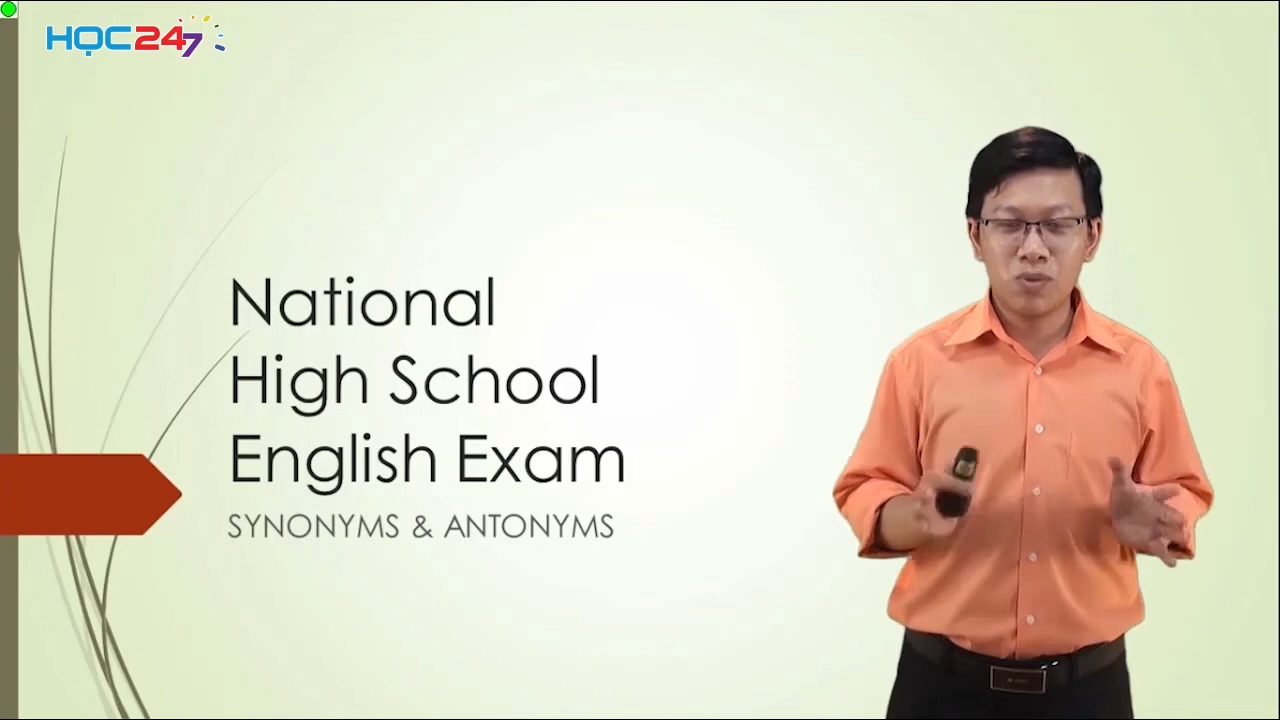 HỌC247
National
High School
English Exam
SYNONYMS & ANTONYMS